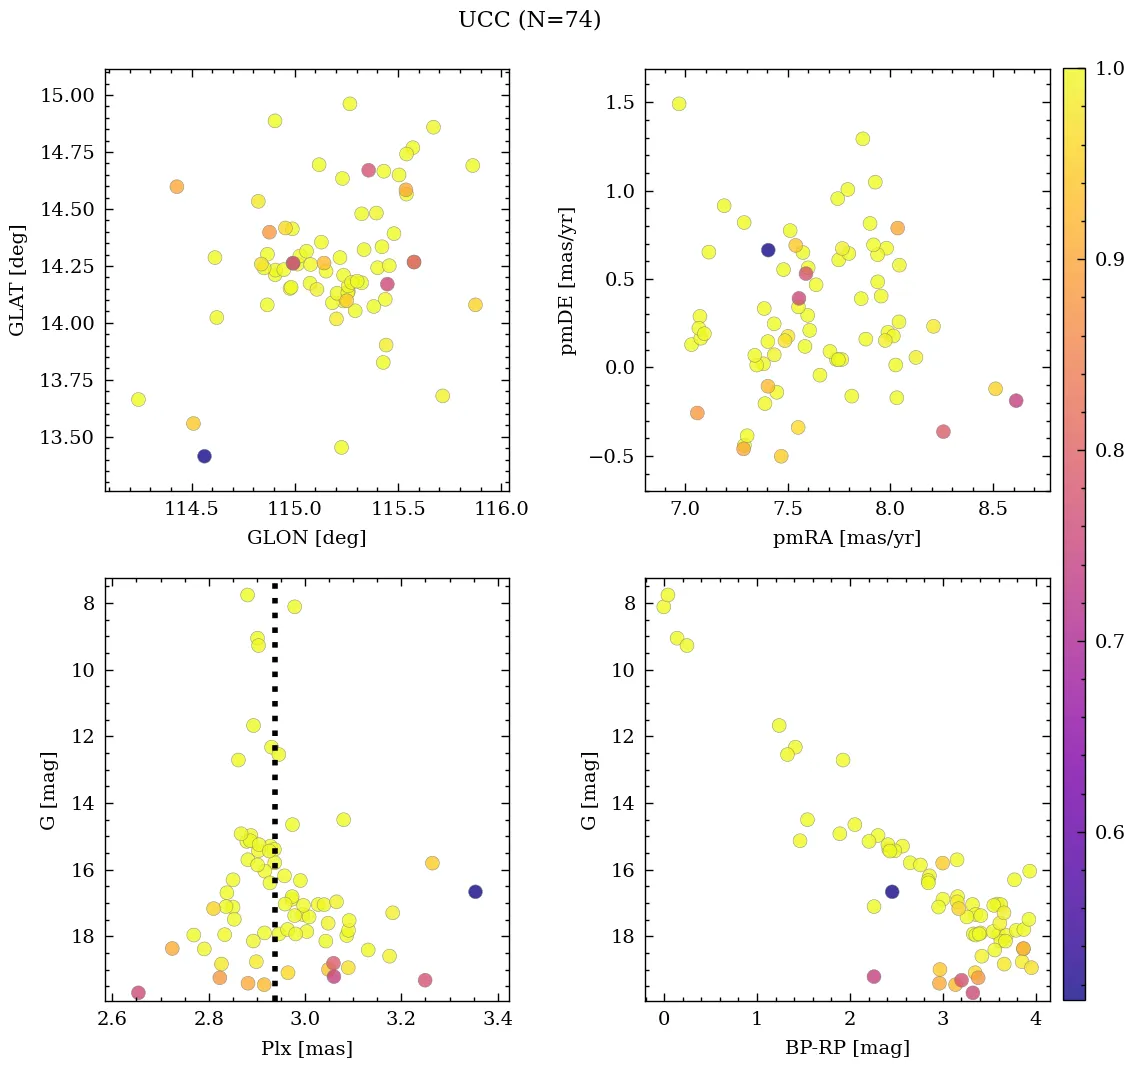 UCC (N=74)
15.00
14.75
14.50
14.25
14.00
13.75
13.50
GLAT [deg]
114.5 115.0 115.5 116.0
GLON [deg]
1.5
1.0
0.5
0.0
−0.5
pmDE [mas/yr]
7.0 7.5 8.0 8.5
pmRA [mas/yr]
8
10
12
14
16
18
G [mag]
2.6 2.8 3.0 3.2 3.4
Plx [mas]
8
10
12
14
16
18
G [mag]
0 1 2 3 4
BP-RP [mag]
1.0
0.9
0.8
0.7
0.6